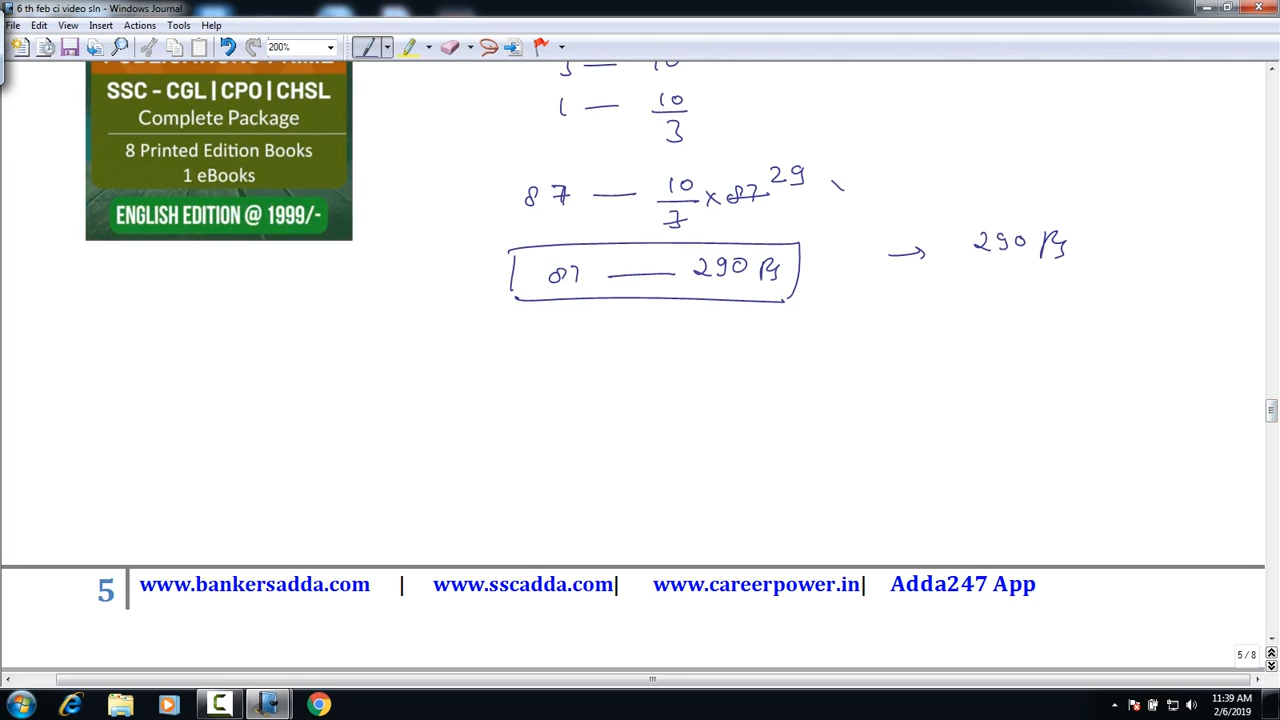 6 th feb ci video sln - Windows Journal
File Edit View Insert Actions Tools Help
200%
SSC - CGL | CPO | CHSL
Complete Package
8 Printed Edition Books
1 eBooks
ENGLISH EDITION @ 1999/-
3 — 10
1 — 10/3
87 — 10/3 × 87 29
87 — 290 Rs
→ 290 Rs
5 | www.bankersadda.com | www.sscadda.com| www.careerpower.in| Adda247 App
5 / 8
11:39 AM
2/6/2019